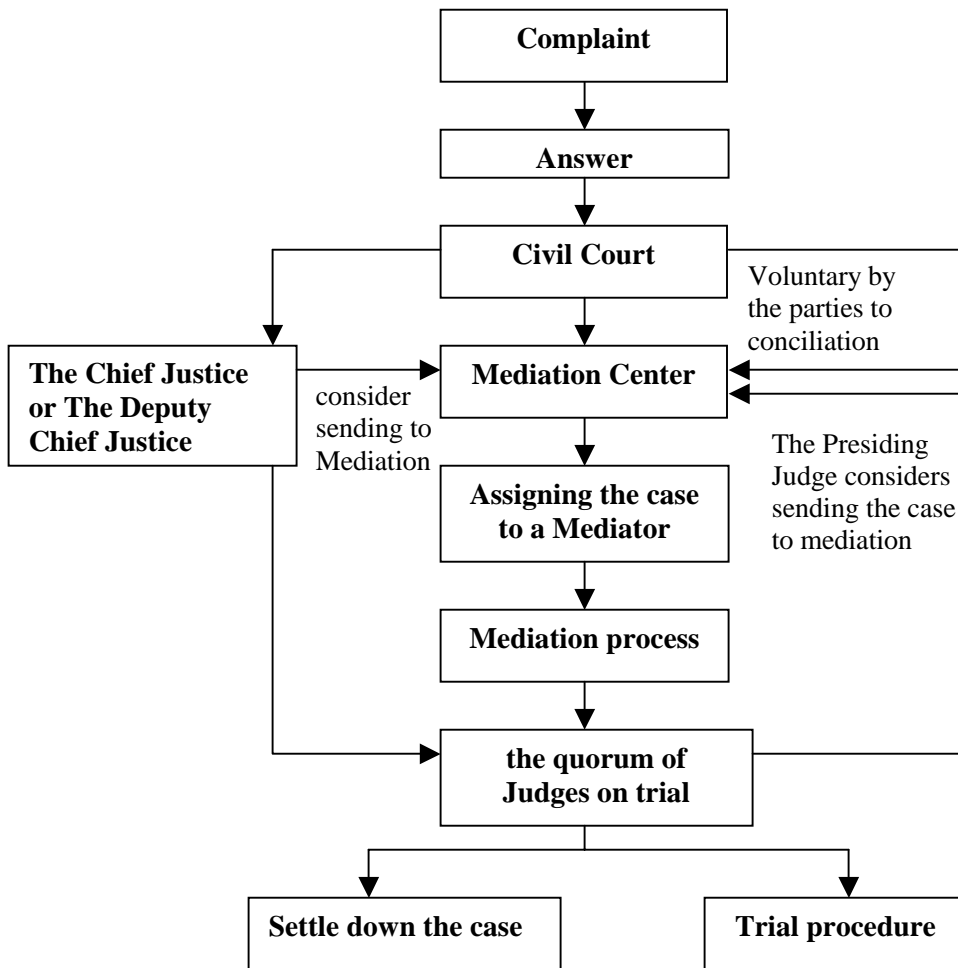 Complaint
Answer
Civil Court
Voluntary by
the parties to
conciliation
The Chief Justice
or The Deputy
Chief Justice
consider
sending to
Mediation
Mediation Center
The Presiding
Judge considers
sending the case
to mediation
Assigning the case
to a Mediator
Mediation process
the quorum of
Judges on trial
Settle down the case
Trial procedure